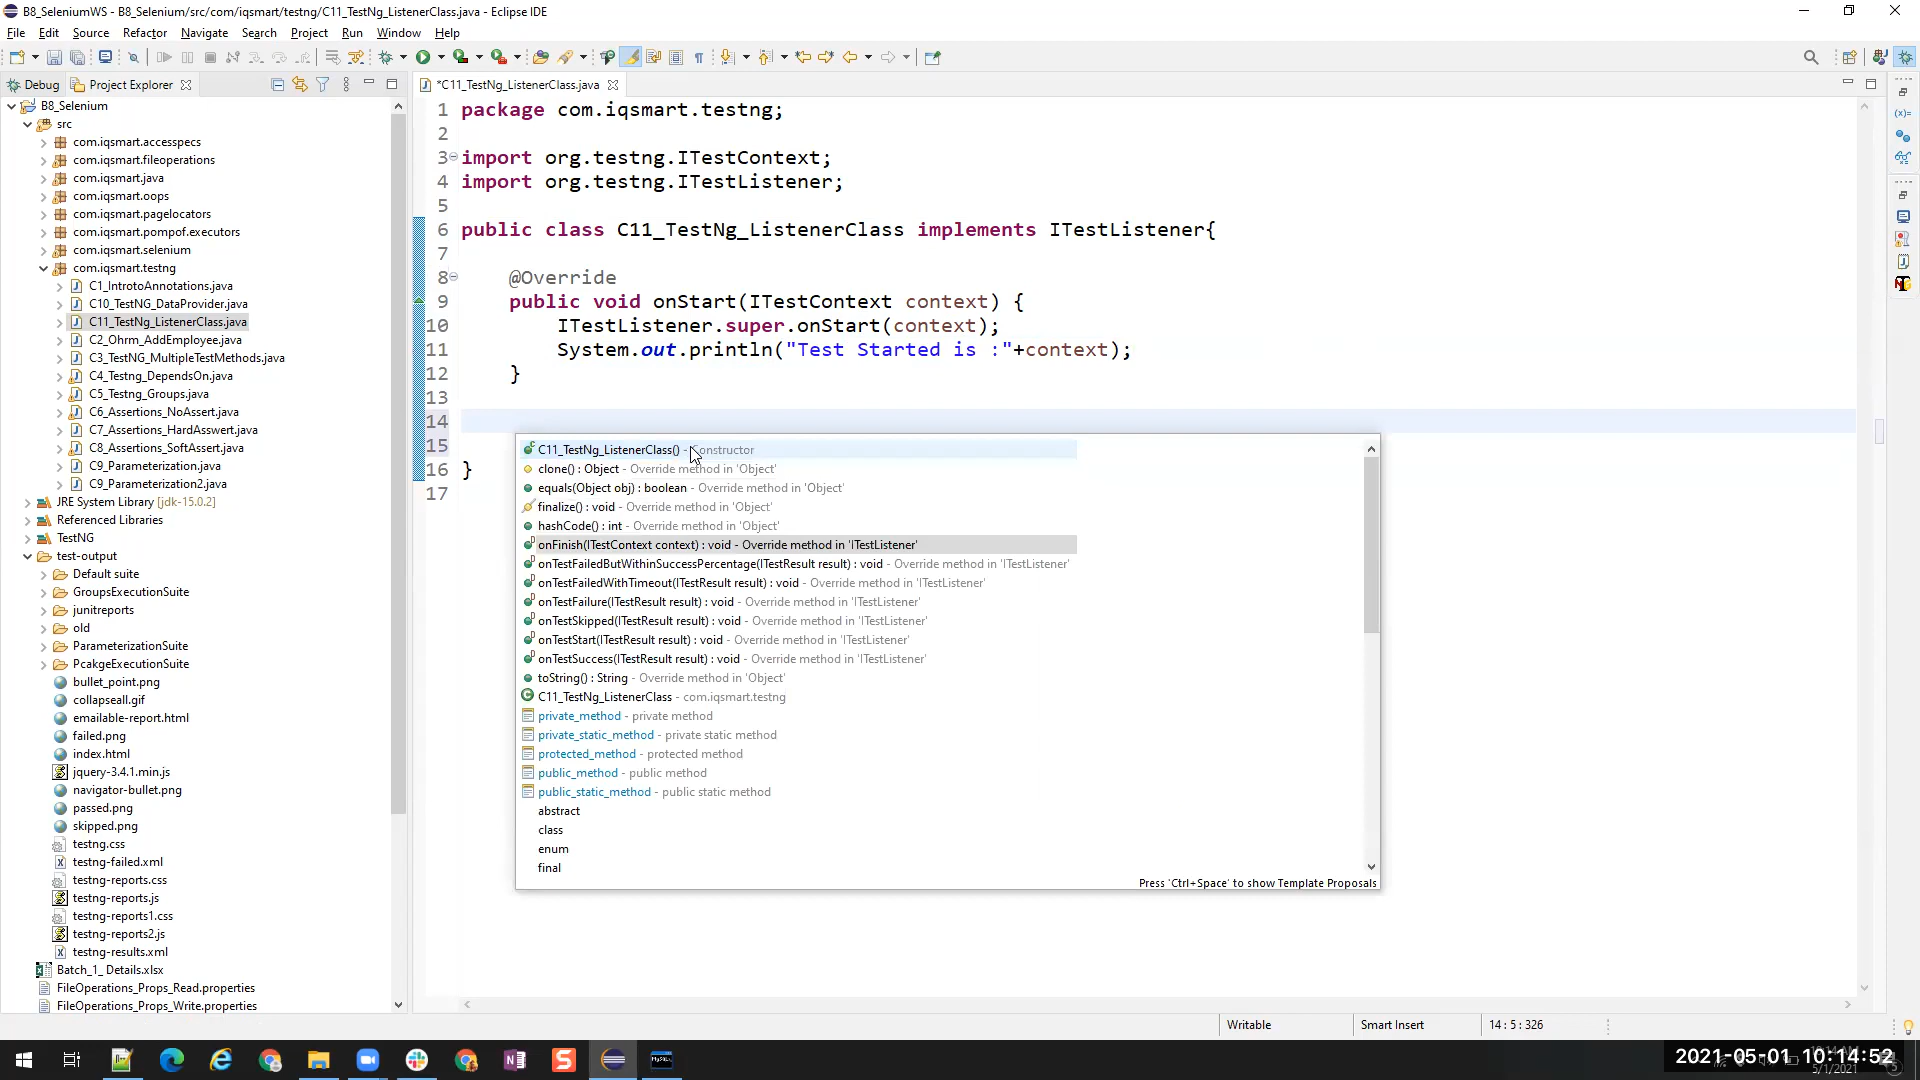 B8_SeleniumWS - B8_Selenium/src/com/iqsmart/testng/C11_TestNg_ListenerClass.java - Eclipse IDE
File Edit Source Refactor Navigate Search Project Run Window Help
Debug Project Explorer
B8_Selenium
src
com.iqsmart.accesspecs
com.iqsmart.fileoperations
com.iqsmart.java
com.iqsmart.oops
com.iqsmart.pagelocators
com.iqsmart.pompof.executors
com.iqsmart.selenium
com.iqsmart.testng
C1_IntrotoAnnotations.java
C10_TestNG_DataProvider.java
C11_TestNg_ListenerClass.java
C2_Ohrm_AddEmployee.java
C3_TestNG_MultipleTestMethods.java
C4_Testng_DependsOn.java
C5_Testng_Groups.java
C6_Assertions_NoAssert.java
C7_Assertions_HardAsswert.java
C8_Assertions_SoftAssert.java
C9_Parameterization.java
C9_Parameterization2.java
JRE System Library [jdk-15.0.2]
Referenced Libraries
TestNG
test-output
Default suite
GroupsExecutionSuite
junitreports
old
ParameterizationSuite
PcakgeExecutionSuite
bullet_point.png
collapseall.gif
emailable-report.html
failed.png
index.html
jquery-3.4.1.min.js
navigator-bullet.png
passed.png
skipped.png
testng.css
testng-failed.xml
testng-reports.css
testng-reports.js
testng-reports1.css
testng-reports2.js
testng-results.xml
Batch_1_ Details.xlsx
FileOperations_Props_Read.properties
FileOperations_Props_Write.properties
*C11_TestNg_ListenerClass.java
1 package com.iqsmart.testng;
2
3 import org.testng.ITestContext;
4 import org.testng.ITestListener;
5
6 public class C11_TestNg_ListenerClass implements ITestListener{
7
8 @Override
9 public void onStart(ITestContext context) {
10 ITestListener.super.onStart(context);
11 System.out.println("Test Started is :"+context);
12 }
13
14
15
16 }
17
C11_TestNg_ListenerClass() - Constructor
clone() : Object - Override method in 'Object'
equals(Object obj) : boolean - Override method in 'Object'
finalize() : void - Override method in 'Object'
hashCode() : int - Override method in 'Object'
onFinish(ITestContext context) : void - Override method in 'ITestListener'
onTestFailedButWithinSuccessPercentage(ITestResult result) : void - Override method in 'ITestListener'
onTestFailedWithTimeout(ITestResult result) : void - Override method in 'ITestListener'
onTestFailure(ITestResult result) : void - Override method in 'ITestListener'
onTestSkipped(ITestResult result) : void - Override method in 'ITestListener'
onTestStart(ITestResult result) : void - Override method in 'ITestListener'
onTestSuccess(ITestResult result) : void - Override method in 'ITestListener'
toString() : String - Override method in 'Object'
C11_TestNg_ListenerClass - com.iqsmart.testng
private_method - private method
private_static_method - private static method
protected_method - protected method
public_method - public method
public_static_method - public static method
abstract
class
enum
final
Press 'Ctrl+Space' to show Template Proposals
Writable Smart Insert 14 : 5 : 326
2021-05-01 10:14:52
5/1/2021